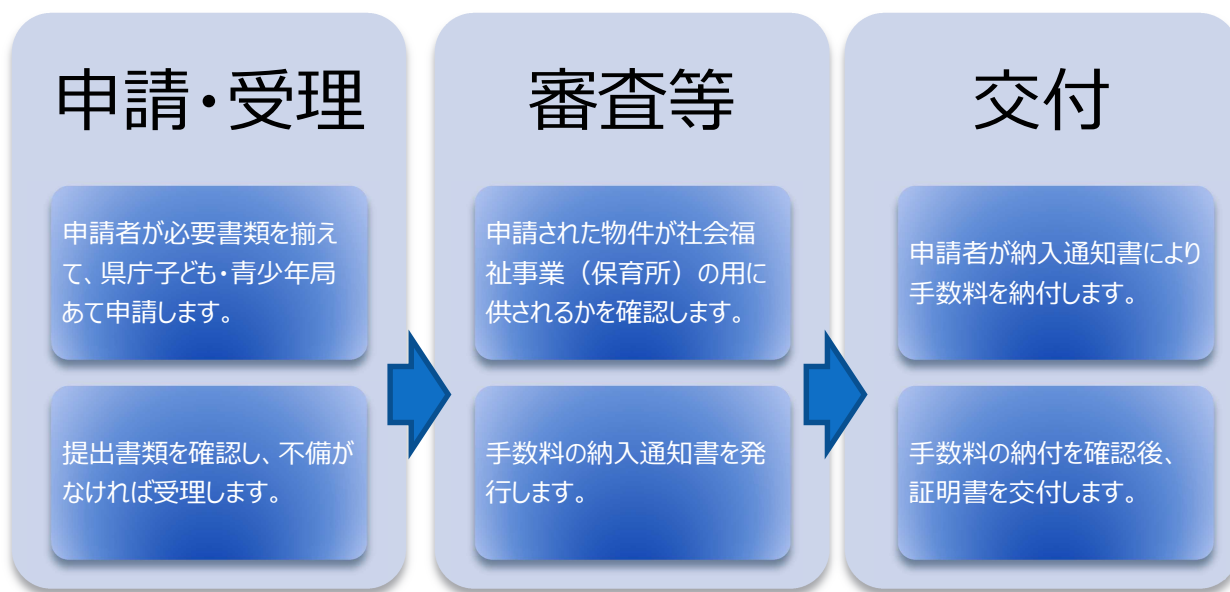 申請・受理
申請者が必要書類を揃え
て、県庁子ども・青少年局
あて申請します。
提出書類を確認し、不備が
なければ受理します。
審査等
申請された物件が社会福
祉事業（保育所）の用に
供されるかを確認します。
手数料の納入通知書を発
行します。
交付
申請者が納入通知書により
手数料を納付します。
手数料の納付を確認後、
証明書を交付します。